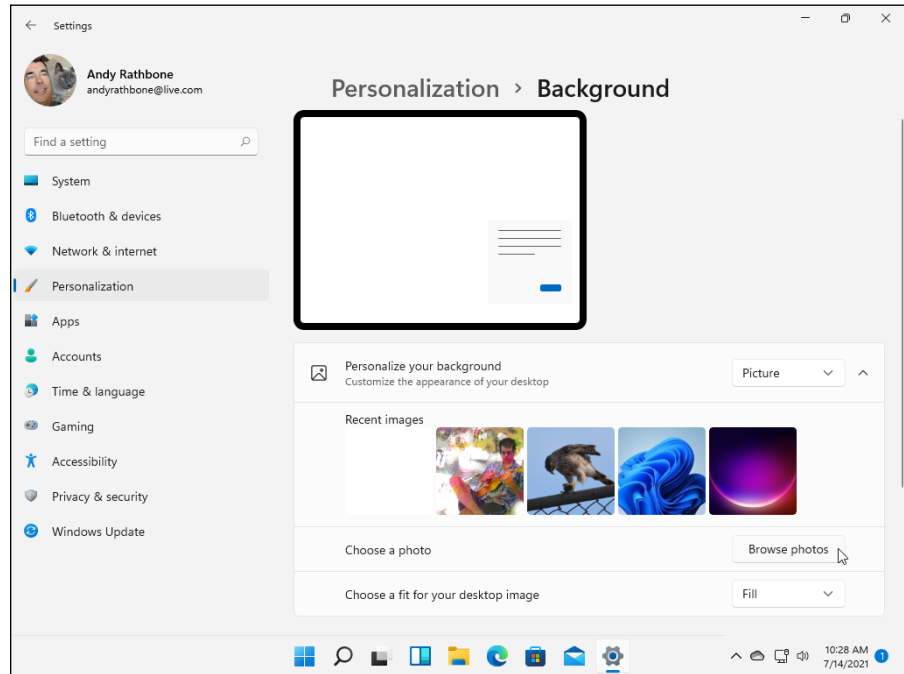 Settings
Andy Rathbone
andyrathbone@live.com
Find a setting
System
Bluetooth & devices
Network & internet
Personalization
Apps
Accounts
Time & language
Gaming
Accessibility
Privacy & security
Windows Update
Personalization > Background
Personalize your background
Customize the appearance of your desktop
Picture
Recent images
Choose a photo
Browse photos
Choose a fit for your desktop image
Fill
10:28 AM
7/14/2021
1